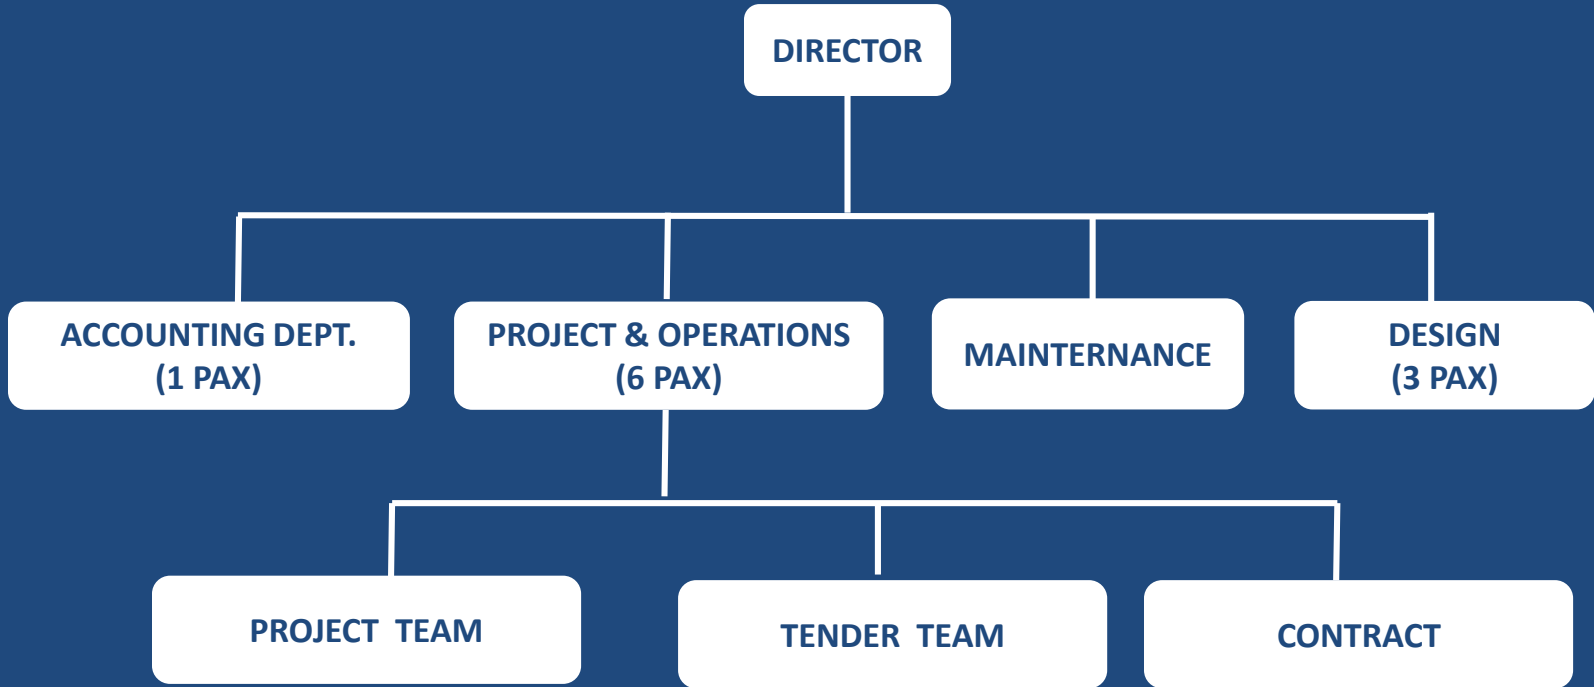 DIRECTOR
ACCOUNTING DEPT.
(1 PAX)
PROJECT & OPERATIONS
(6 PAX)
MAINTERNANCE
DESIGN
(3 PAX)
PROJECT TEAM
TENDER TEAM
CONTRACT